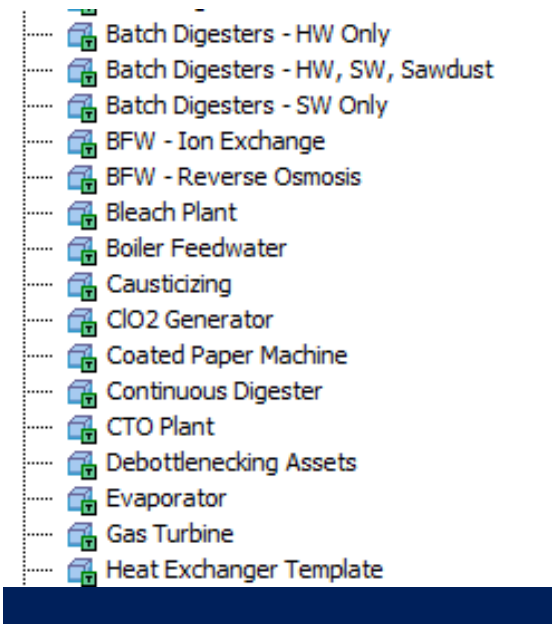 Batch Digesters - HW Only
Batch Digesters - HW, SW, Sawdust
Batch Digesters - SW Only
BFW - Ion Exchange
BFW - Reverse Osmosis
Bleach Plant
Boiler Feedwater
Causticizing
ClO2 Generator
Coated Paper Machine
Continuous Digester
CTO Plant
Debottlenecking Assets
Evaporator
Gas Turbine
Heat Exchanger Template